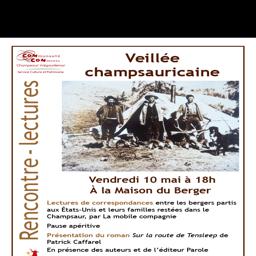 Veillée
champsauricaine
Rencontre - lectures
Vendredi 10 mai à 18h
À la Maison du Berger
Lectures de correspondances entre les bergers partis
aux États-Unis et leurs familles restées dans le
Champsaur, par La mobile compagnie
Pause apéritive
Présentation du roman Sur la route de Tensleep de
Patrick Caffarel
En présence des auteurs et de l'éditeur Parole